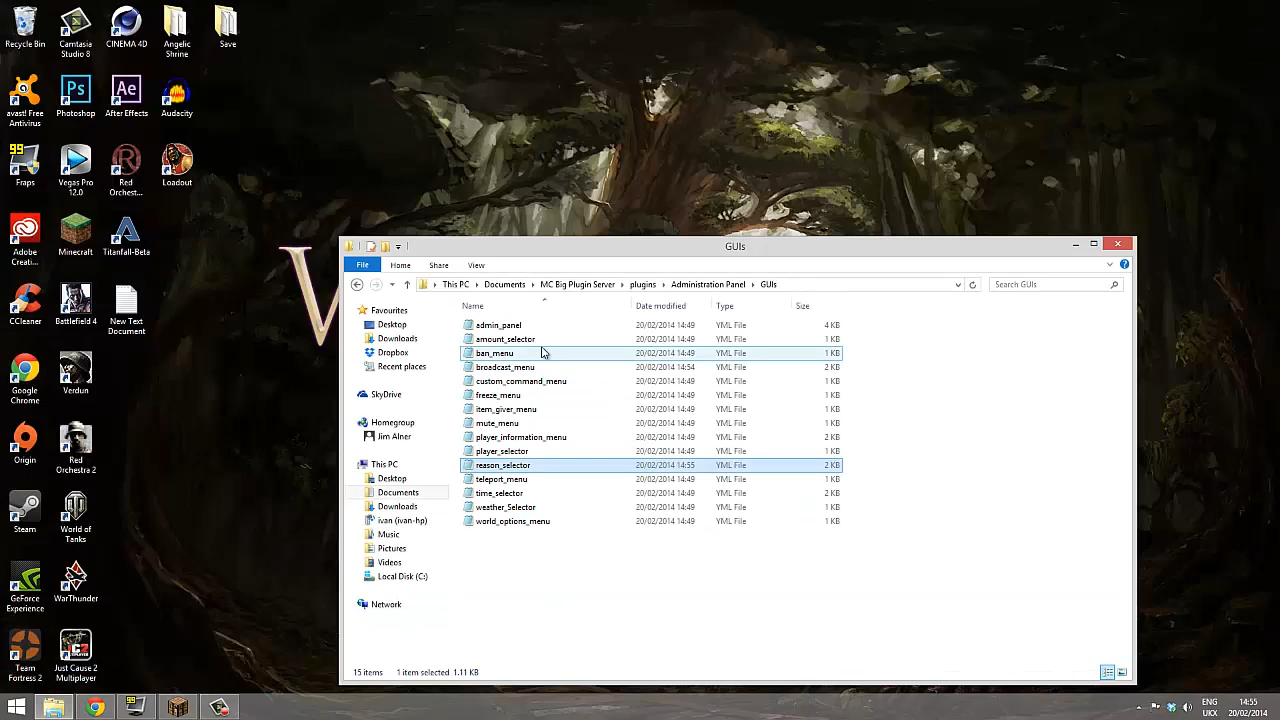 Recycle Bin
Camtasia Studio 8
CINEMA 4D
Angelic Shrine
Save
avast! Free Antivirus
Photoshop
After Effects
Audacity
Fraps
Vegas Pro 12.0
Red Orchest...
Loadout
Adobe Creati...
Minecraft
Titanfall-Beta
CCleaner
Battlefield 4
New Text Document
Google Chrome
Verdun
Origin
Red Orchestra 2
Steam
World of Tanks
GeForce Experience
WarThunder
Team Fortress 2
Just Cause 2 Multiplayer
GUIs
File Home Share View
This PC Documents MC Big Plugin Server plugins Administration Panel GUIs
Search GUIs
Favourites
Desktop
Downloads
Dropbox
Recent places
SkyDrive
Homegroup
Jim Alner
This PC
Desktop
Documents
Downloads
ivan (ivan-hp)
Music
Pictures
Videos
Local Disk (C:)
Network
Name Date modified Type Size
admin_panel 20/02/2014 14:49 YML File 4 KB
amount_selector 20/02/2014 14:49 YML File 1 KB
ban_menu 20/02/2014 14:49 YML File 1 KB
broadcast_menu 20/02/2014 14:54 YML File 2 KB
custom_command_menu 20/02/2014 14:49 YML File 1 KB
freeze_menu 20/02/2014 14:49 YML File 1 KB
item_giver_menu 20/02/2014 14:49 YML File 1 KB
mute_menu 20/02/2014 14:49 YML File 1 KB
player_information_menu 20/02/2014 14:49 YML File 2 KB
player_selector 20/02/2014 14:49 YML File 1 KB
reason_selector 20/02/2014 14:55 YML File 2 KB
teleport_menu 20/02/2014 14:49 YML File 1 KB
time_selector 20/02/2014 14:49 YML File 2 KB
weather_Selector 20/02/2014 14:49 YML File 1 KB
world_options_menu 20/02/2014 14:49 YML File 1 KB
15 items 1 item selected 1.11 KB
ENG
UKX
14:55
20/02/2014